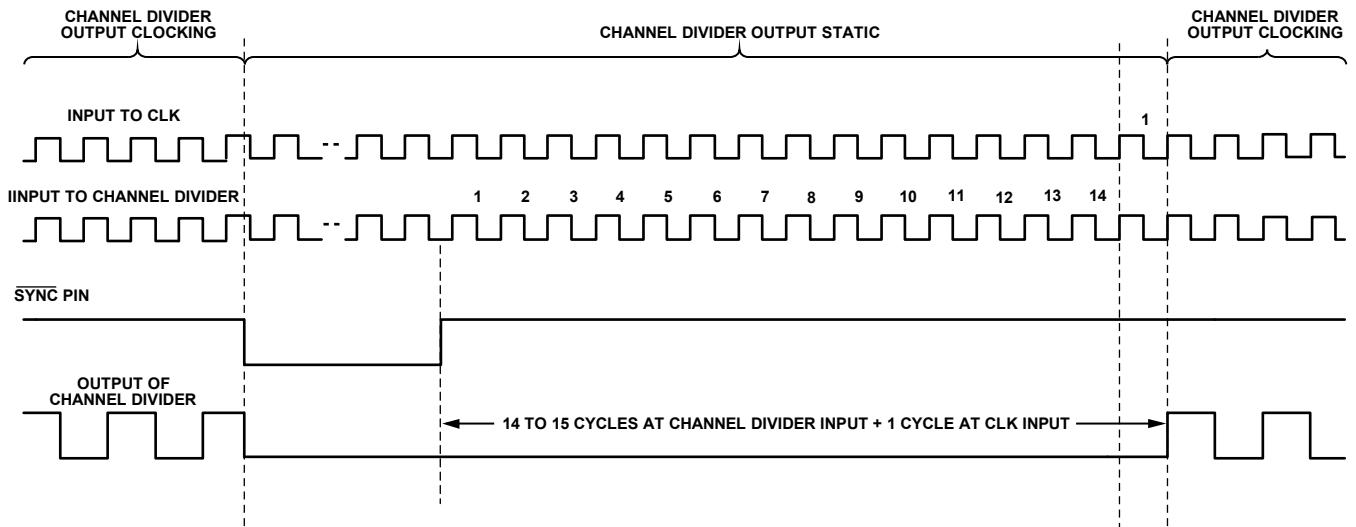 CHANNEL DIVIDER
OUTPUT CLOCKING
CHANNEL DIVIDER OUTPUT STATIC
CHANNEL DIVIDER
OUTPUT CLOCKING
INPUT TO CLK
1
IINPUT TO CHANNEL DIVIDER
1 2 3 4 5 6 7 8 9 10 11 12 13 14
SYNC PIN
OUTPUT OF
CHANNEL DIVIDER
14 TO 15 CYCLES AT CHANNEL DIVIDER INPUT + 1 CYCLE AT CLK INPUT